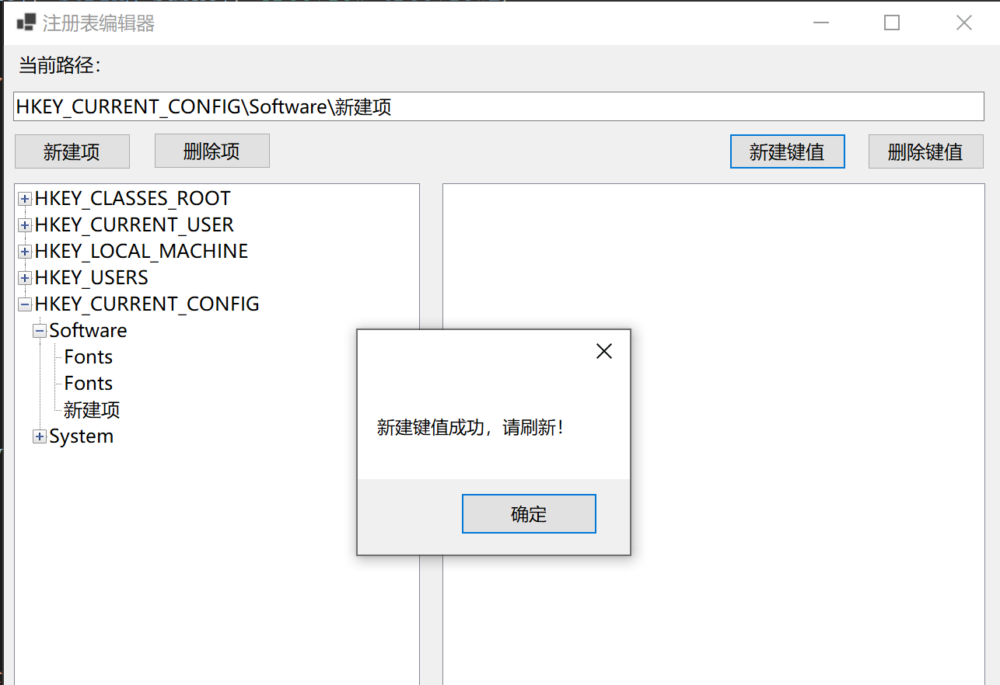 注册表编辑器
当前路径：
HKEY_CURRENT_CONFIG\Software\新建项
新建项 删除项 新建键值 删除键值
HKEY_CLASSES_ROOT
HKEY_CURRENT_USER
HKEY_LOCAL_MACHINE
HKEY_USERS
HKEY_CURRENT_CONFIG
Software
Fonts
Fonts
新建项
System
新建键值成功，请刷新！
确定